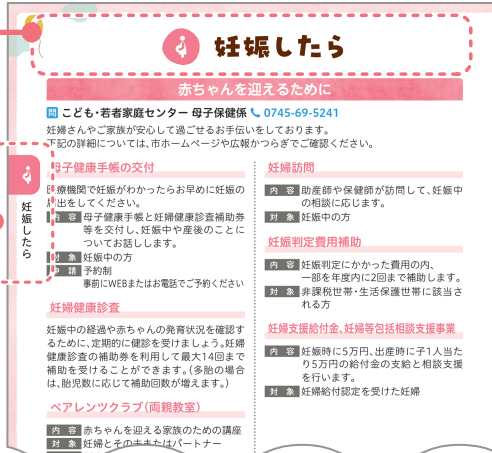 妊娠したら
赤ちゃんを迎えるために
問 こども・若者家庭センター 母子保健係 0745-69-5241
妊婦さんやご家族が安心して過ごせるお手伝いをしております。
下記の詳細については、市ホームページや広報かつらぎでご確認ください。
妊娠したら
母子健康手帳の交付
医療機関で妊娠がわかったらお早めに妊娠の
届出をしてください。
内 容 母子健康手帳と妊婦健康診査補助券
等を交付し、妊娠中や産後のことに
ついてお話しします。
対 象 妊娠中の方
申 請 予約制
事前にWEBまたはお電話でご予約ください
妊婦健康診査
妊娠中の経過や赤ちゃんの発育状況を確認す
るために、定期的に健診を受けましょう。妊婦
健康診査の補助券を利用して最大14回まで
補助を受けることができます。(多胎の場合
は、胎児数に応じて補助回数が増えます。)
ペアレンツクラブ(両親教室)
内 容 赤ちゃんを迎える家族のための講座
対 象 妊婦とその夫またはパートナー
妊婦訪問
内 容 助産師や保健師が訪問して、妊娠中
の相談に応じます。
対 象 妊娠中の方
妊娠判定費用補助
内 容 妊娠判定にかかった費用の内、
一部を年度内に2回まで補助します。
対 象 非課税世帯・生活保護世帯に該当さ
れる方
妊婦支援給付金、妊婦等包括相談支援事業
内 容 妊娠時に5万円、出産時に子1人当た
り5万円の給付金の支給と相談支援
を行います。
対 象 妊婦給付認定を受けた妊婦